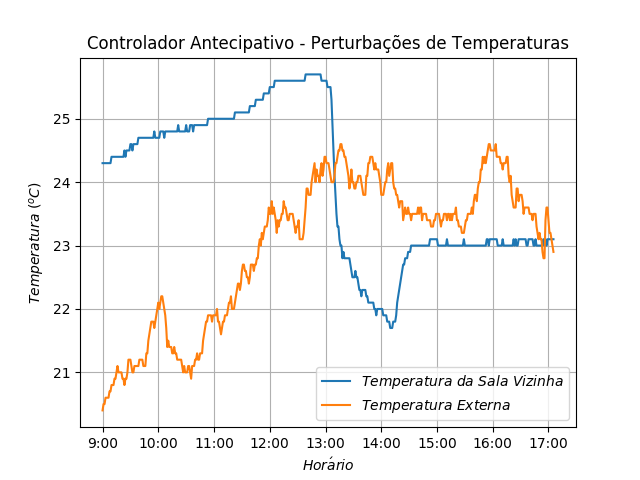 Controlador Antecipativo - Perturbações de Temperaturas
Temperatura (ºC)
25
24
23
22
21
Temperatura da Sala Vizinha
Temperatura Externa
9:00 10:00 11:00 12:00 13:00 14:00 15:00 16:00 17:00
Horário